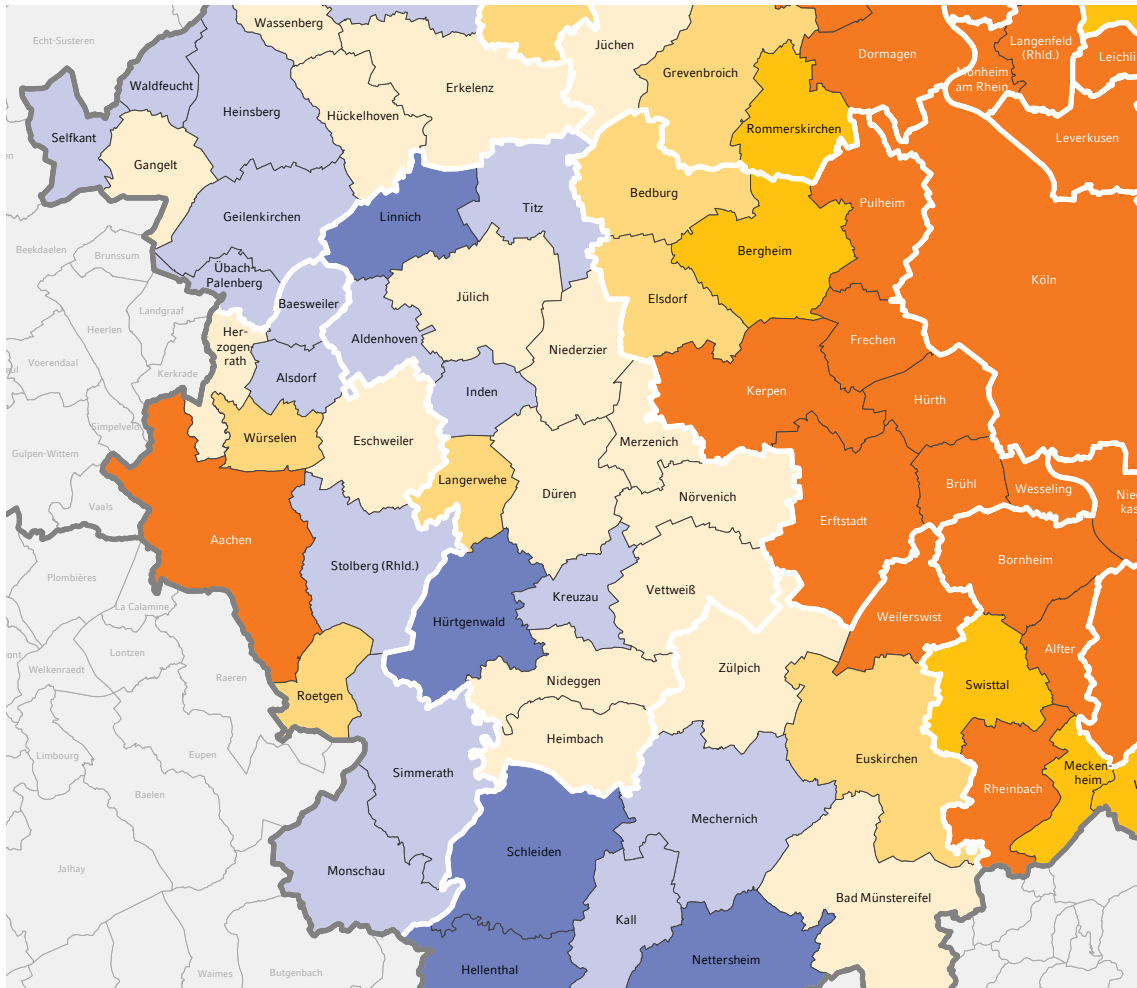 Echt-Susteren
Wassenberg
Jüchen
Dormagen
Langenfeld
(Rhld.)
Leichli
Monheim
am Rhein
Waldfeucht
Heinsberg
Hückelhoven
Erkelenz
Grevenbroich
Rommerskirchen
Leverkusen
Selfkant
Gangelt
Geilenkirchen
Linnich
Titz
Bedburg
Pulheim
Beekdaelen
Brunssum
Übach-
Palenberg
Bergheim
Köln
Landgraaf
Baesweiler
Jülich
Elsdorf
Heerlen
Her-
zogen-
rath
Aldenhoven
Niederzier
Frechen
Voerendaal
Kerkrade
Alsdorf
Inden
Kerpen
Hürth
Simpelveld
Gulpen-Wittem
Würselen
Eschweiler
Merzenich
Langerwehe
Düren
Nörvenich
Brühl
Wesseling
Nied
kas
Vaals
Aachen
Erftstadt
Stolberg (Rhld.)
Bornheim
Plombières
La Calamine
Kreuzau
Vettweiß
Hürtgenwald
Weilerswist
Lontzen
Welkenraedt
Raeren
Alfter
Zülpich
Nideggen
Swisttal
Roetgen
Heimbach
Limbourg
Eupen
Simmerath
Euskirchen
Mecken-
heim
Rheinbach
Baelen
Mechernich
Schleiden
Jalhay
Monschau
Bad Münstereifel
Kall
Nettersheim
Hellenthal
Waimes
Butgenbach